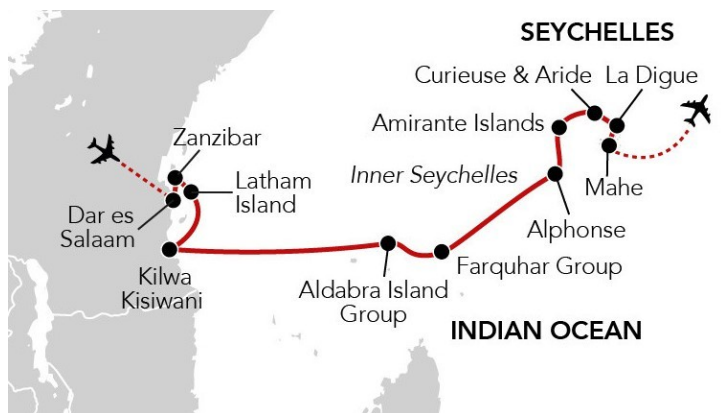 SEYCHELLES
Curieuse & Aride
La Digue
Amirante Islands
Zanzibar
Inner Seychelles
Latham
Island
Mahe
Dar es
Salaam
Alphonse
Kilwa
Kisiwani
Farquhar Group
Aldabra Island
Group
INDIAN OCEAN